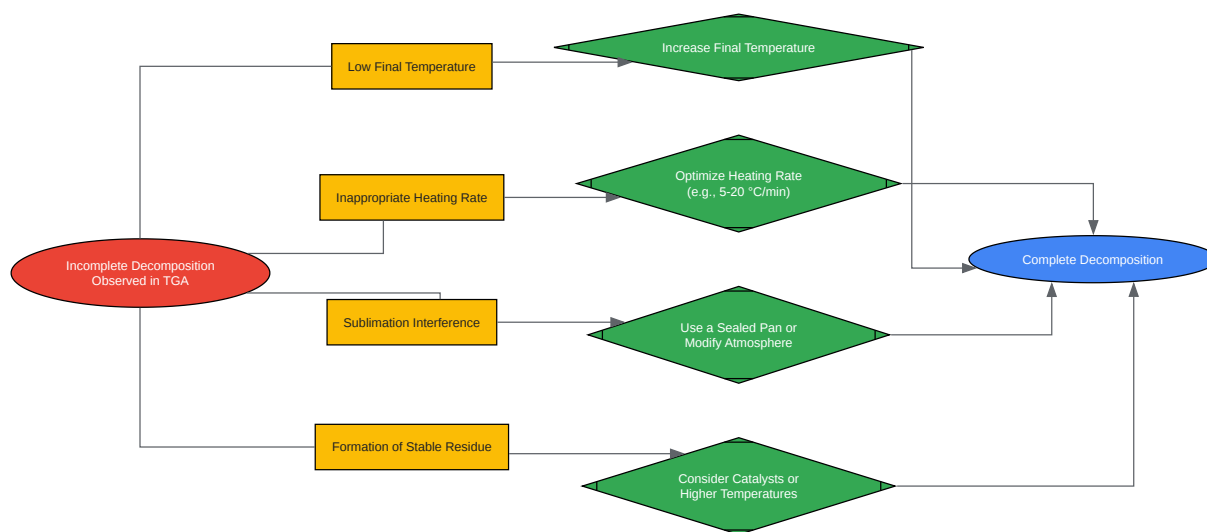 Incomplete Decomposition
Observed in TGA
Low Final Temperature
Increase Final Temperature
Inappropriate Heating Rate
Optimize Heating Rate
(e.g., 5-20 °C/min)
Sublimation Interference
Use a Sealed Pan or
Modify Atmosphere
Formation of Stable Residue
Consider Catalysts or
Higher Temperatures
Complete Decomposition